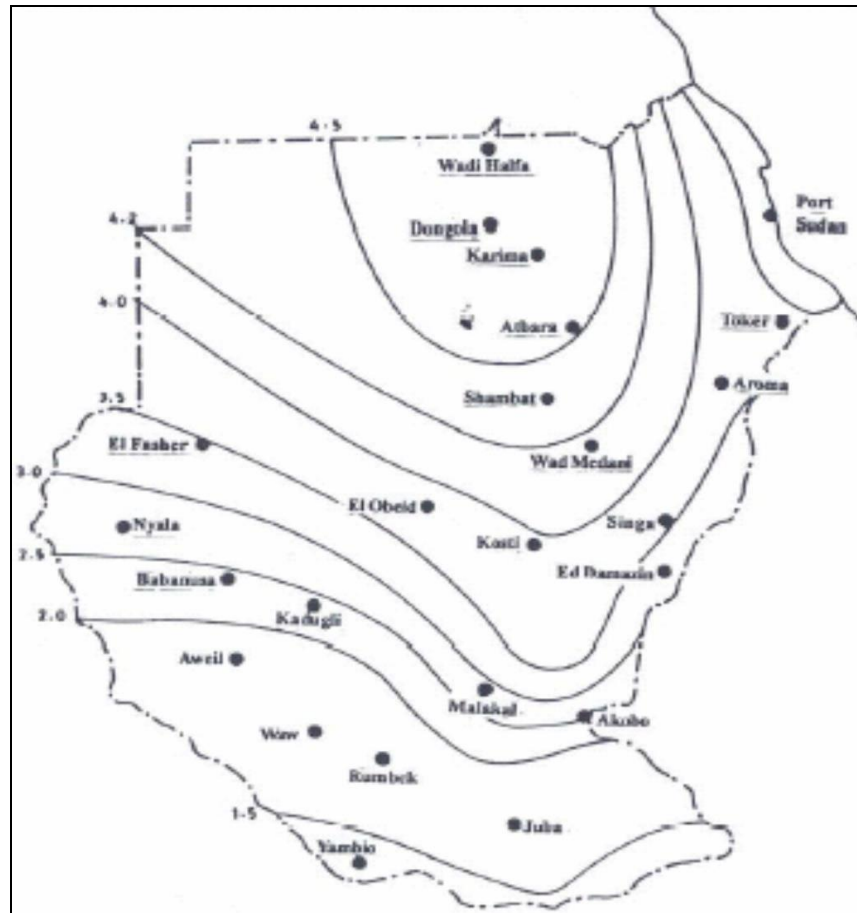 4.5
Wadi Halfa
Port
Sudan
4.2
Dongola
Karima
4.0
Atbara
Toker
Aroma
Shambat
3.5
El Fasher
Wad Medani
3.0
El Obeid
Singa
Nyala
Kosti
2.5
Ed Damazin
Babanusa
Kadugli
2.0
Aweil
Malakal
Akobo
Waw
Rumbek
1.5
Juba
Yambio